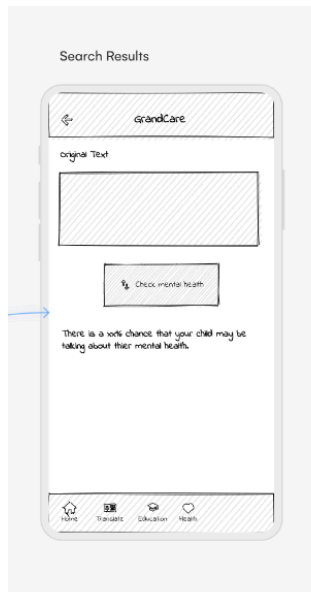 Search Results
GrandCare
Original Text
Check mental health
There is a xx% chance that your child may be
talking about thier mental health.
Home Translate Education Health